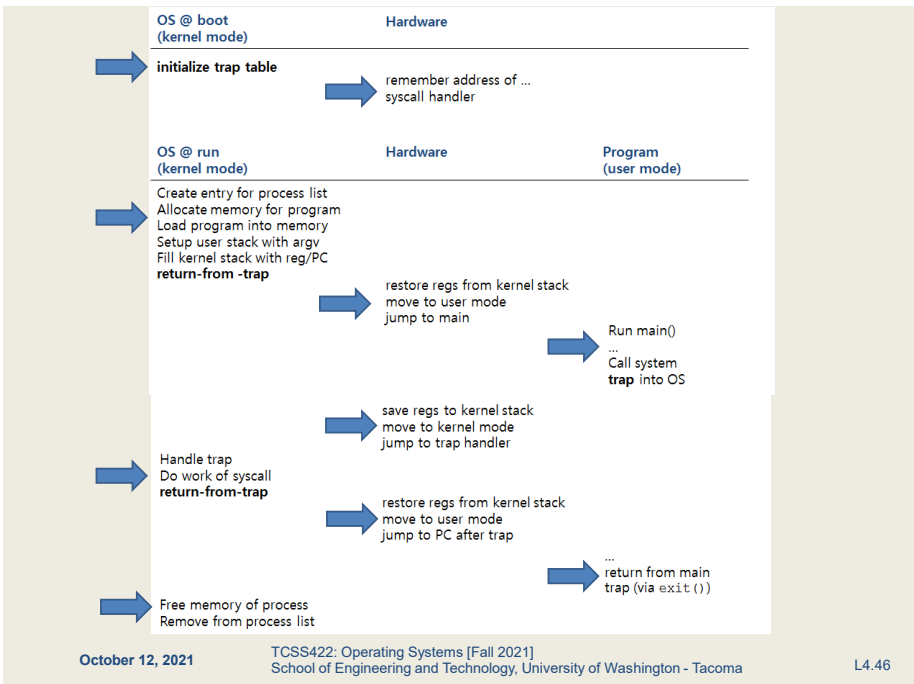 OS @ boot
(kernel mode)
Hardware
initialize trap table
remember address of ...
syscall handler
OS @ run
(kernel mode)
Hardware
Program
(user mode)
Create entry for process list
Allocate memory for program
Load program into memory
Setup user stack with argv
Fill kernel stack with reg/PC
return-from -trap
restore regs from kernel stack
move to user mode
jump to main
Run main()
...
Call system
trap into OS
save regs to kernel stack
move to kernel mode
jump to trap handler
Handle trap
Do work of syscall
return-from-trap
restore regs from kernel stack
move to user mode
jump to PC after trap
...
return from main
trap (via exit())
Free memory of process
Remove from process list
October 12, 2021
TCSS422: Operating Systems [Fall 2021]
School of Engineering and Technology, University of Washington - Tacoma
L4.46